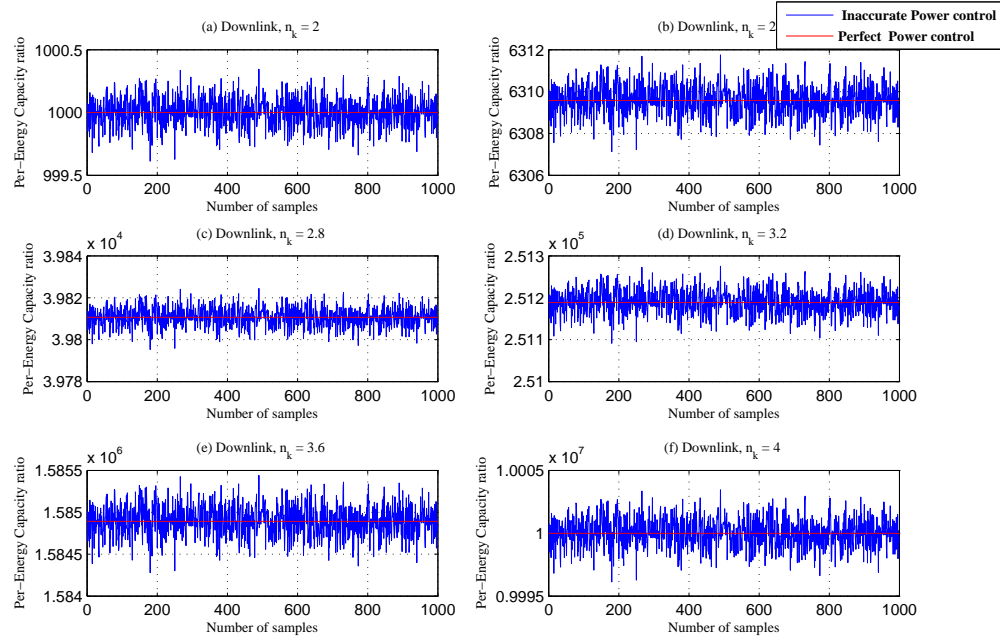 Inaccurate Power control
Perfect Power control
(a) Downlink, n_k = 2
Per-Energy Capacity ratio
1000.5
1000
999.5
0 200 400 600 800 1000
Number of samples
(b) Downlink, n_k = 2
Per-Energy Capacity ratio
6312
6310
6308
6306
0 200 400 600 800 1000
Number of samples
(c) Downlink, n_k = 2.8
x 10^4
Per-Energy Capacity ratio
3.984
3.982
3.98
3.978
0 200 400 600 800 1000
Number of samples
(d) Downlink, n_k = 3.2
x 10^5
Per-Energy Capacity ratio
2.513
2.512
2.511
2.51
0 200 400 600 800 1000
Number of samples
(e) Downlink, n_k = 3.6
x 10^6
Per-Energy Capacity ratio
1.5855
1.585
1.5845
1.584
0 200 400 600 800 1000
Number of samples
(f) Downlink, n_k = 4
x 10^7
Per-Energy Capacity ratio
1.0005
1
0.9995
0 200 400 600 800 1000
Number of samples